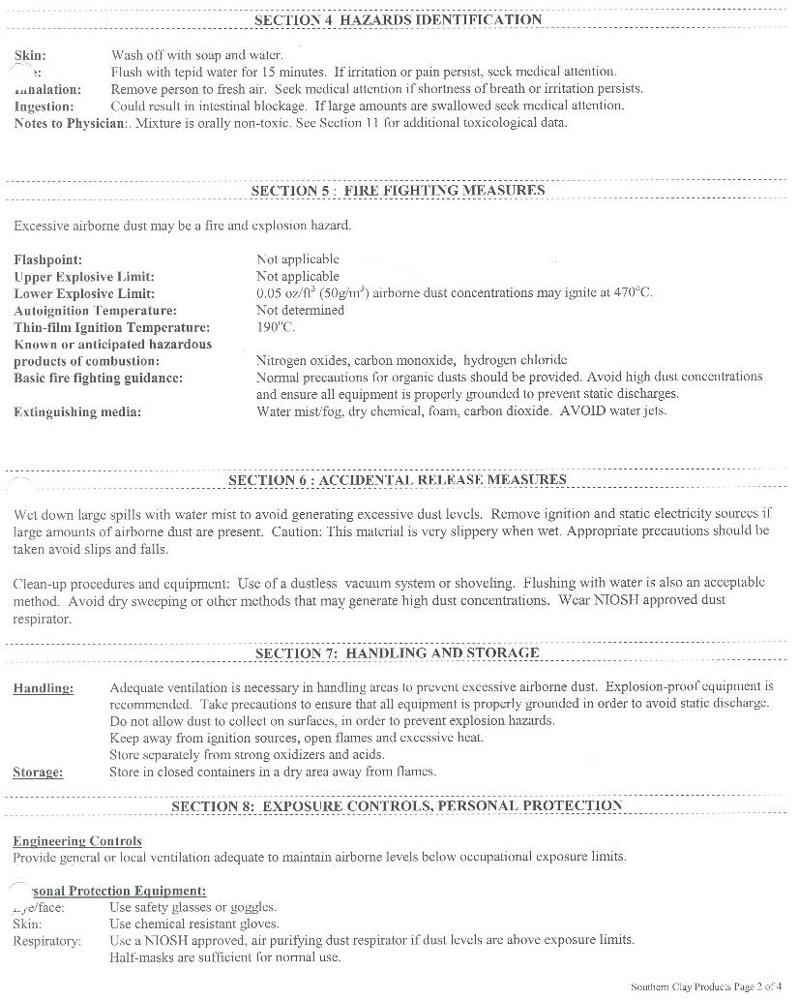 SECTION 4 HAZARDS IDENTIFICATION
Skin: Wash off with soap and water.
: Flush with tepid water for 15 minutes. If irritation or pain persist, seek medical attention.
nhalation: Remove person to fresh air. Seek medical attention if shortness of breath or irritation persists.
Ingestion: Could result in intestinal blockage. If large amounts are swallowed seek medical attention.
Notes to Physician:. Mixture is orally non-toxic. See Section 11 for additional toxicological data.
SECTION 5 : FIRE FIGHTING MEASURES
Excessive airborne dust may be a fire and explosion hazard.
Flashpoint: Not applicable
Upper Explosive Limit: Not applicable
Lower Explosive Limit: 0.05 oz/ft³ (50g/m³) airborne dust concentrations may ignite at 470°C.
Autoignition Temperature: Not determined
Thin-film Ignition Temperature: 190°C.
Known or anticipated hazardous
products of combustion: Nitrogen oxides, carbon monoxide, hydrogen chloride
Basic fire fighting guidance: Normal precautions for organic dusts should be provided. Avoid high dust concentrations
and ensure all equipment is properly grounded to prevent static discharges.
Extinguishing media: Water mist/fog, dry chemical, foam, carbon dioxide. AVOID water jets.
SECTION 6 : ACCIDENTAL RELEASE MEASURES
Wet down large spills with water mist to avoid generating excessive dust levels. Remove ignition and static electricity sources if
large amounts of airborne dust are present. Caution: This material is very slippery when wet. Appropriate precautions should be
taken avoid slips and falls.
Clean-up procedures and equipment: Use of a dustless vacuum system or shoveling. Flushing with water is also an acceptable
method. Avoid dry sweeping or other methods that may generate high dust concentrations. Wear NIOSH approved dust
respirator.
SECTION 7: HANDLING AND STORAGE
Handling: Adequate ventilation is necessary in handling areas to prevent excessive airborne dust. Explosion-proof equipment is
recommended. Take precautions to ensure that all equipment is properly grounded in order to avoid static discharge.
Do not allow dust to collect on surfaces, in order to prevent explosion hazards.
Keep away from ignition sources, open flames and excessive heat.
Store separately from strong oxidizers and acids.
Storage: Store in closed containers in a dry area away from flames.
SECTION 8: EXPOSURE CONTROLS, PERSONAL PROTECTION
Engineering Controls
Provide general or local ventilation adequate to maintain airborne levels below occupational exposure limits.
sonal Protection Equipment:
Eye/face: Use safety glasses or goggles.
Skin: Use chemical resistant gloves.
Respiratory: Use a NIOSH approved, air purifying dust respirator if dust levels are above exposure limits.
Half-masks are sufficient for normal use.
Southern Clay Products Page 2 of 4